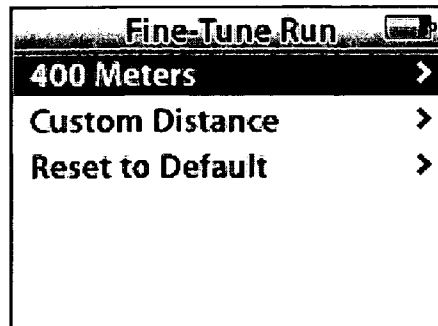 Fine-Tune Run
400 Meters >
Custom Distance >
Reset to Default >